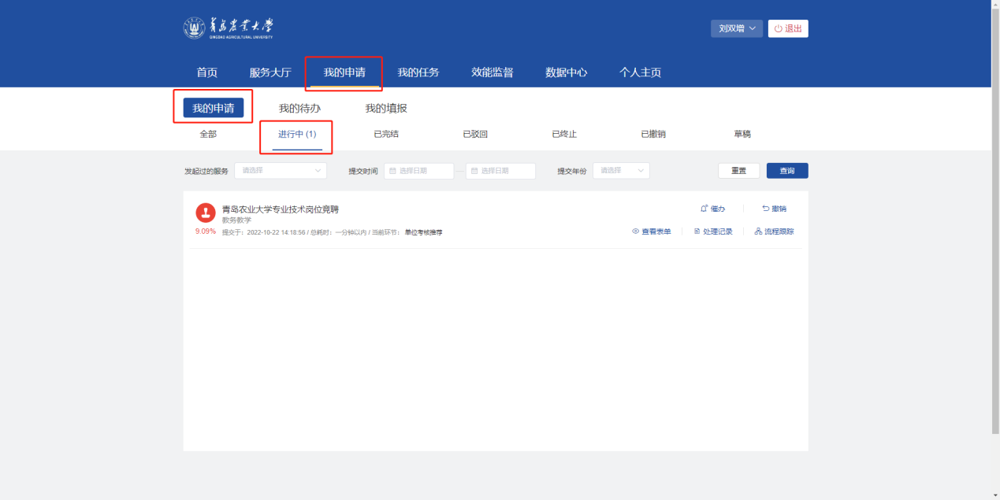 青岛农业大学
QINGDAO AGRICULTURAL UNIVERSITY
刘双增 退出
首页 服务大厅 我的申请 我的任务 效能监督 数据中心 个人主页
我的申请 我的待办 我的填报
全部 进行中 (1) 已完结 已驳回 已终止 已撤销 草稿
发起过的服务 请选择 提交时间 选择日期 — 选择日期 提交年份 请选择 重置 查询
青岛农业大学专业技术岗位竞聘 催办 撤销
教务教学
9.09% 提交于：2022-10-22 14:18:56 / 总耗时：一分钟以内 / 当前环节：单位考核推荐 查看表单 处理记录 流程跟踪